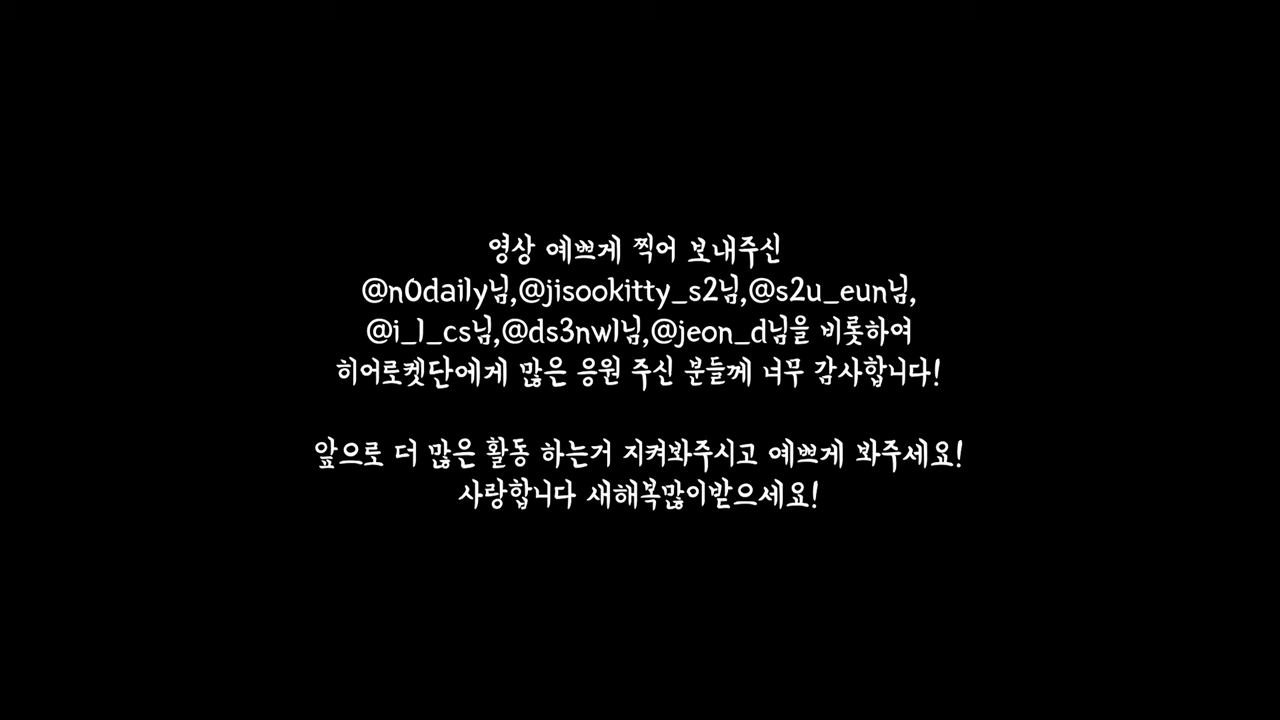 영상 예쁘게 찍어 보내주신
@n0daily님,@jisookitty_s2님,@s2u_eun님,
@i_l_cs님,@ds3nwl님,@jeon_d님을 비롯하여
히어로켓단에게 많은 응원 주신 분들께 너무 감사합니다!
앞으로 더 많은 활동 하는거 지켜봐주시고 예쁘게 봐주세요!
사랑합니다 새해복많이받으세요!